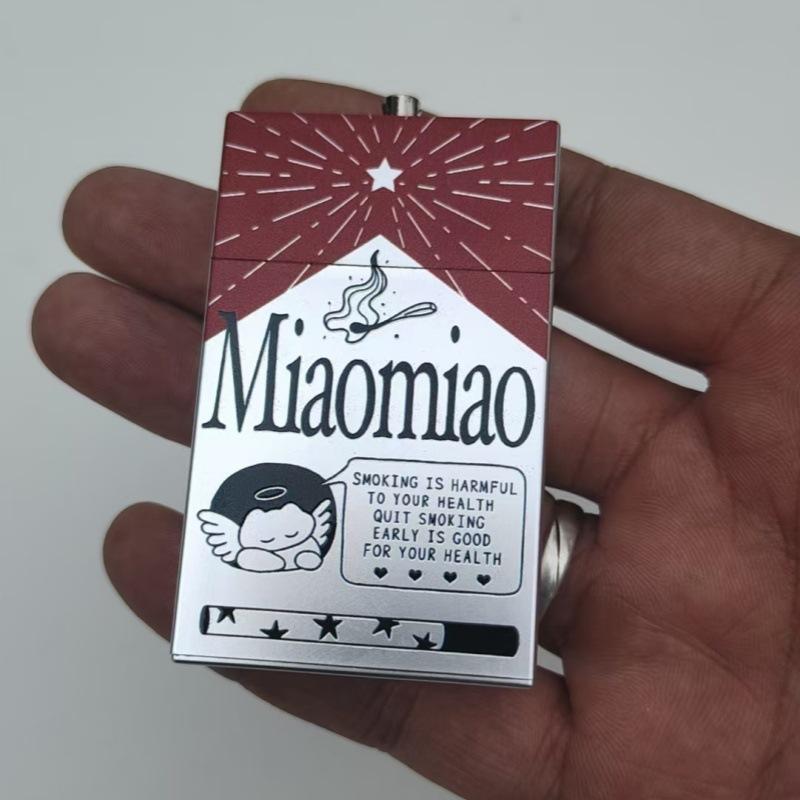 Miaomiao
SMOKING IS HARMFUL
TO YOUR HEALTH
QUIT SMOKING
EARLY IS GOOD
FOR YOUR HEALTH